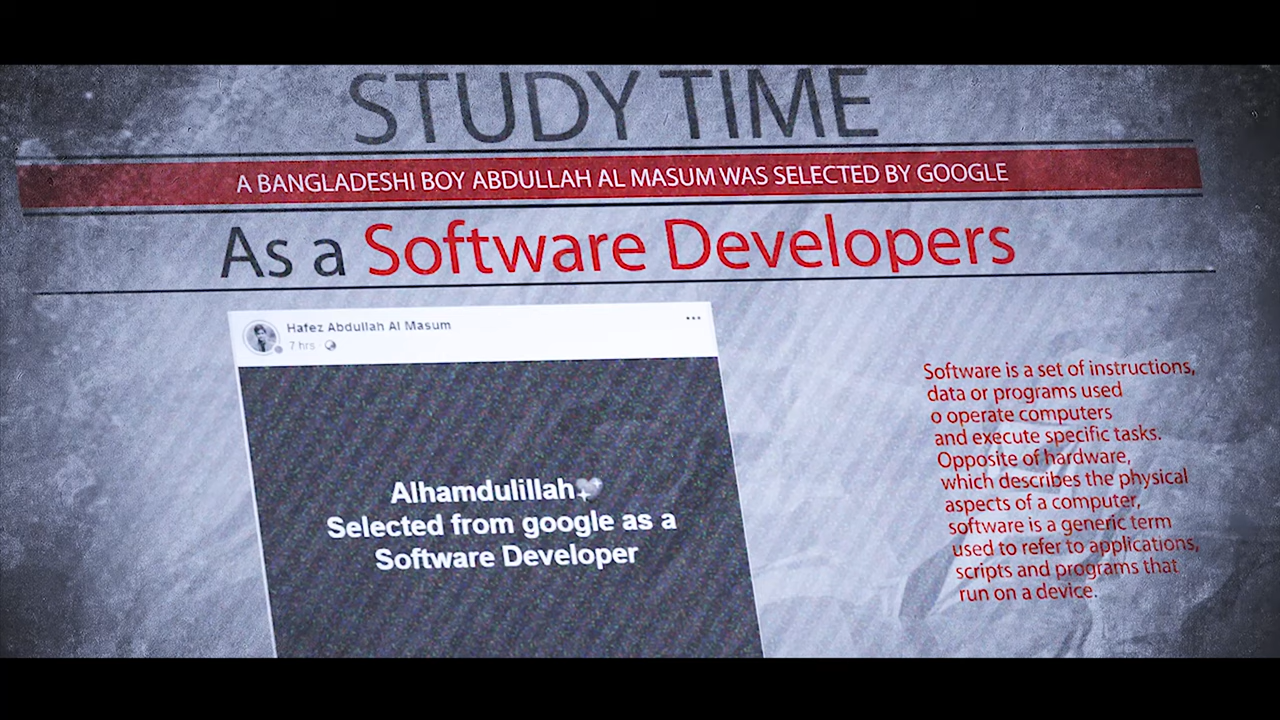 STUDY TIME
A BANGLADESHI BOY ABDULLAH AL MASUM WAS SELECTED BY GOOGLE
As a Software Developers
Hafez Abdullah Al Masum
7 hrs
Alhamdulillah
Selected from google as a
Software Developer
Software is a set of instructions,
data or programs used
o operate computers
and execute specific tasks.
Opposite of hardware,
which describes the physical
aspects of a computer,
software is a generic term
used to refer to applications,
scripts and programs that
run on a device.